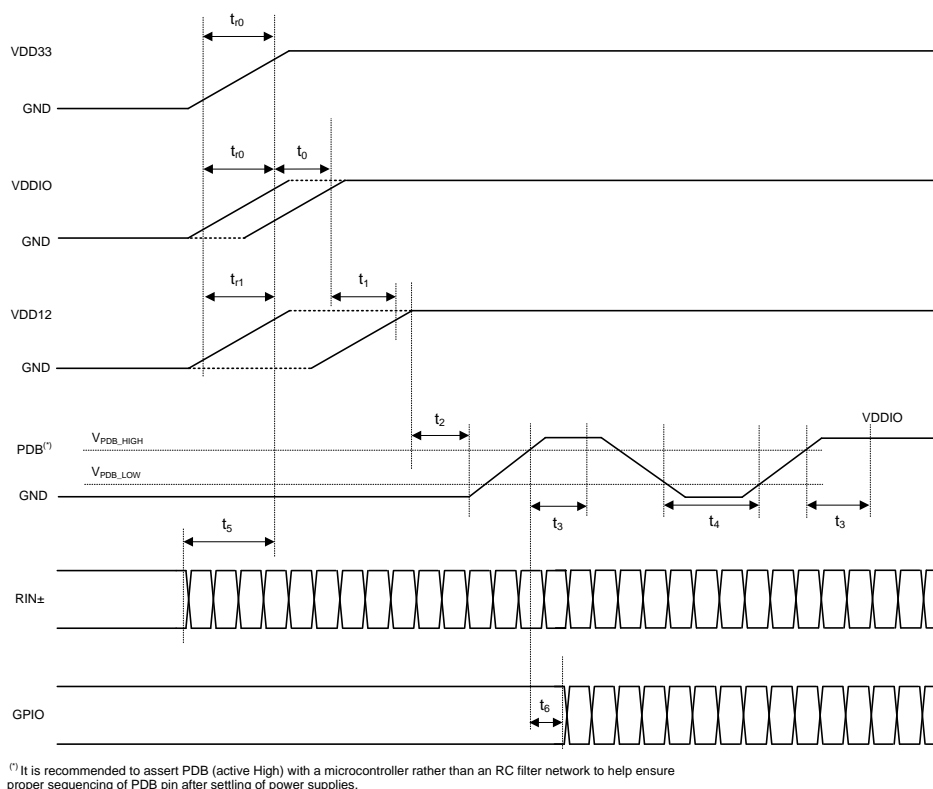 tr0
VDD33
GND
tr0
t0
VDDIO
GND
tr1
t1
VDD12
GND
t2
VDDIO
VPDB_HIGH
PDB(*)
VPDB_LOW
GND
t3
t4
t3
t5
RIN±
t6
GPIO
(*) It is recommended to assert PDB (active High) with a microcontroller rather than an RC filter network to help ensure
proper sequencing of PDB pin after settling of power supplies.